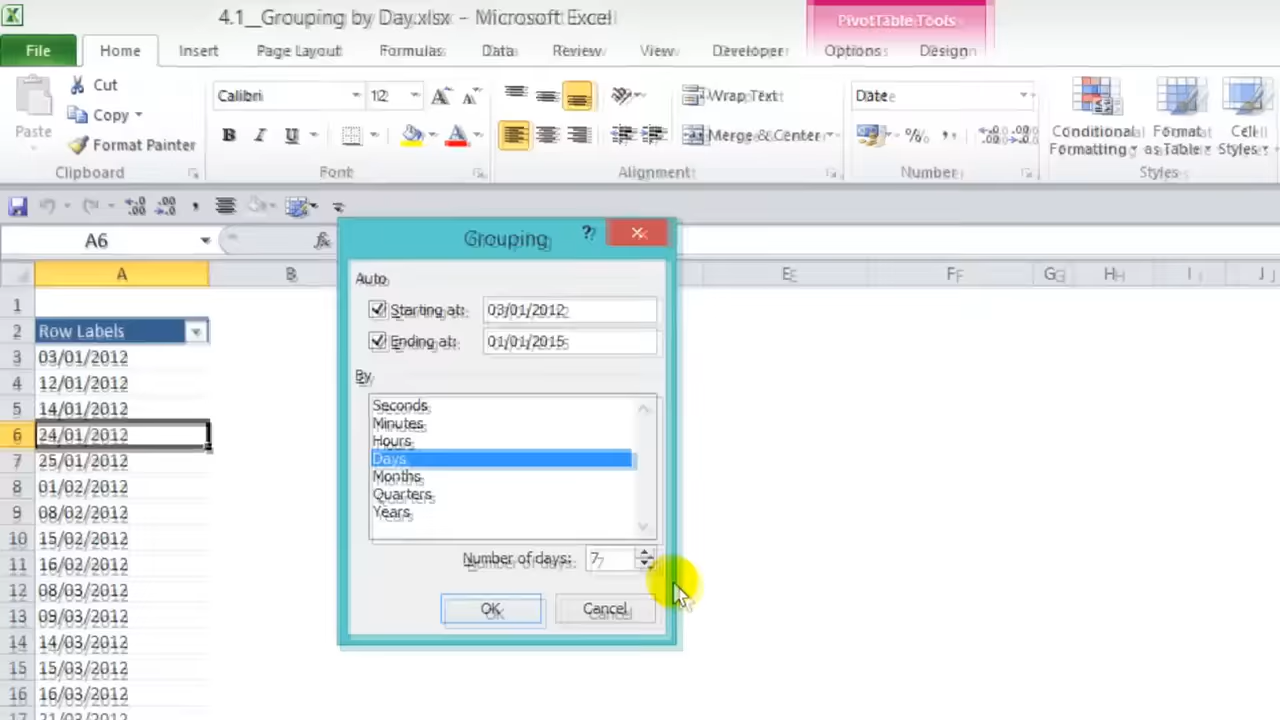 4.1__Grouping by Day.xlsx - Microsoft Excel
PivotTable Tools
File Home Insert Page Layout Formulas Data Review View Developer Options Design
Paste
Cut
Copy
Format Painter
Clipboard
Calibri 12
B I U
Font
Wrap Text
Merge & Center
Alignment
Date
Number
Conditional Formatting
Format as Table
Cell Styles
Styles
A6 fx
A B E F G H I J
1
2 Row Labels
3 03/01/2012
4 12/01/2012
5 14/01/2012
6 24/01/2012
7 25/01/2012
8 01/02/2012
9 08/02/2012
10 15/02/2012
11 16/02/2012
12 08/03/2012
13 09/03/2012
14 14/03/2012
15 15/03/2012
16 16/03/2012
17 21/03/2012
Grouping
Auto
Starting at: 03/01/2012
Ending at: 01/01/2015
By
Seconds
Minutes
Hours
Days
Months
Quarters
Years
Number of days: 7
OK Cancel